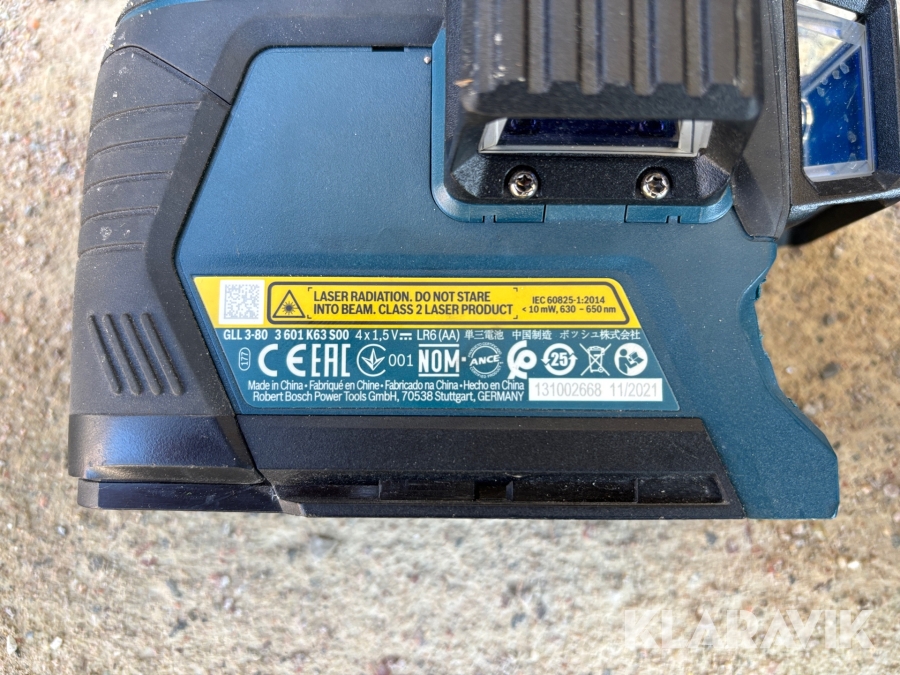 LASER RADIATION. DO NOT STARE
INTO BEAM. CLASS 2 LASER PRODUCT
IEC 60825-1:2014
< 10 mW, 630 – 650 nm
GLL 3-80 3 601 K63 S00 4 x 1,5 V LR6 (AA) 単三電池 中国制造 ボッシュ株式会社
177 CE EAC 001 NOM ANCE 25
Made in China • Fabriqué en Chine • Fabricado na China • Hecho en China
Robert Bosch Power Tools GmbH, 70538 Stuttgart, GERMANY
131002668 11/2021
KLARAVIK